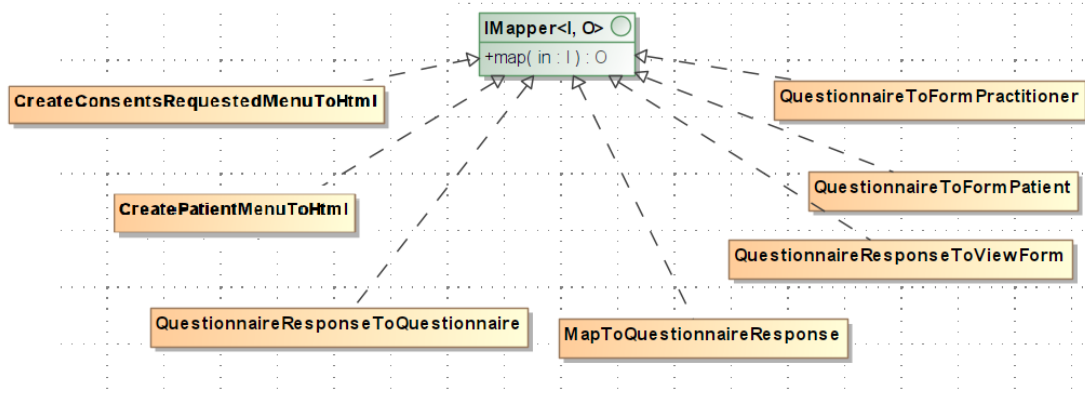 IMapper<I, O>
+map( in : I ) : O
CreateConsentsRequestedMenuToHtml
QuestionnaireToFormPractitioner
CreatePatientMenuToHtml
QuestionnaireToFormPatient
QuestionnaireResponseToViewForm
QuestionnaireResponseToQuestionnaire
MapToQuestionnaireResponse